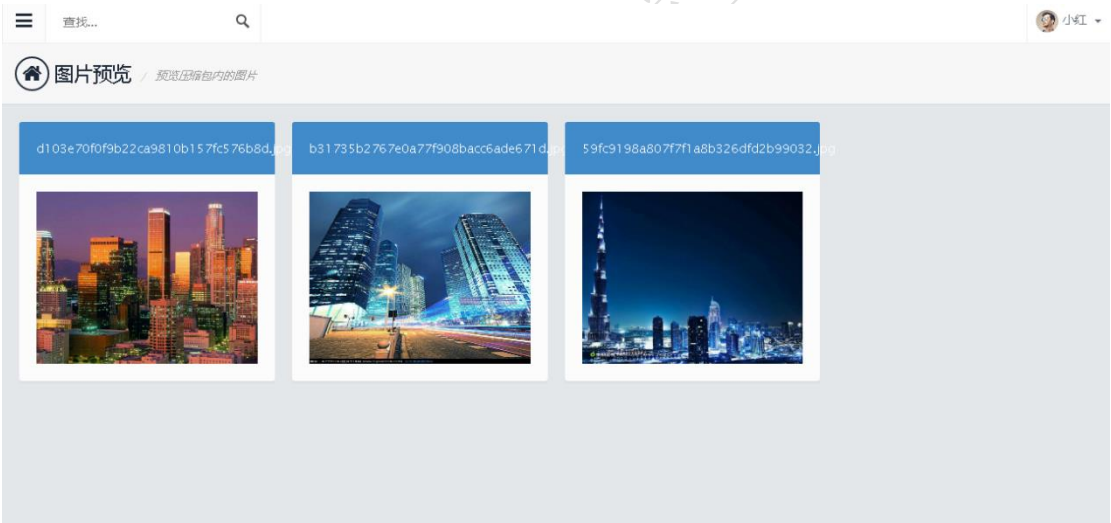 查找...
小红
图片预览 / 预览压缩包内的图片
d103e70f0f9b22ca9810b157fc576b8d.jpg
b31735b2767e0a77f908bacc6ade671d.jpg
59fc9198a807f7f1a8b326dfd2b99032.jpg